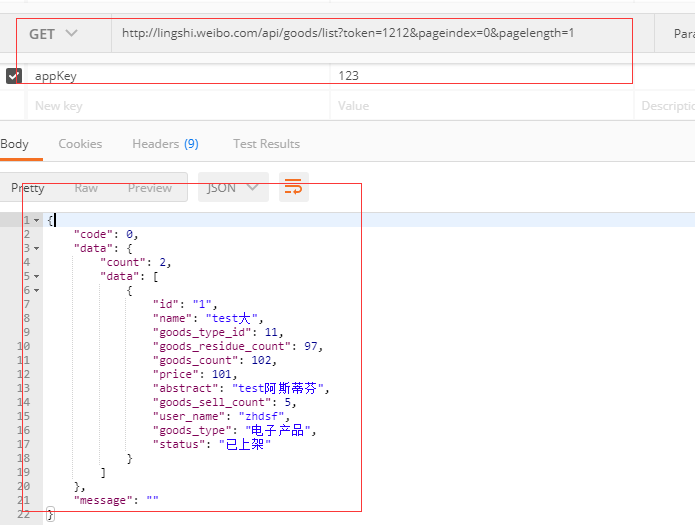 GET http://lingshi.weibo.com/api/goods/list?token=1212&pageindex=0&pagelength=1 Para
appKey 123
New key Value Descriptio
Body Cookies Headers (9) Test Results
Pretty Raw Preview JSON
1 {
2 "code": 0,
3 "data": {
4 "count": 2,
5 "data": [
6 {
7 "id": "1",
8 "name": "test大",
9 "goods_type_id": 11,
10 "goods_residue_count": 97,
11 "goods_count": 102,
12 "price": 101,
13 "abstract": "test阿斯蒂芬",
14 "goods_sell_count": 5,
15 "user_name": "zhdsf",
16 "goods_type": "电子产品",
17 "status": "已上架"
18 }
19 ]
20 },
21 "message": ""
22 }